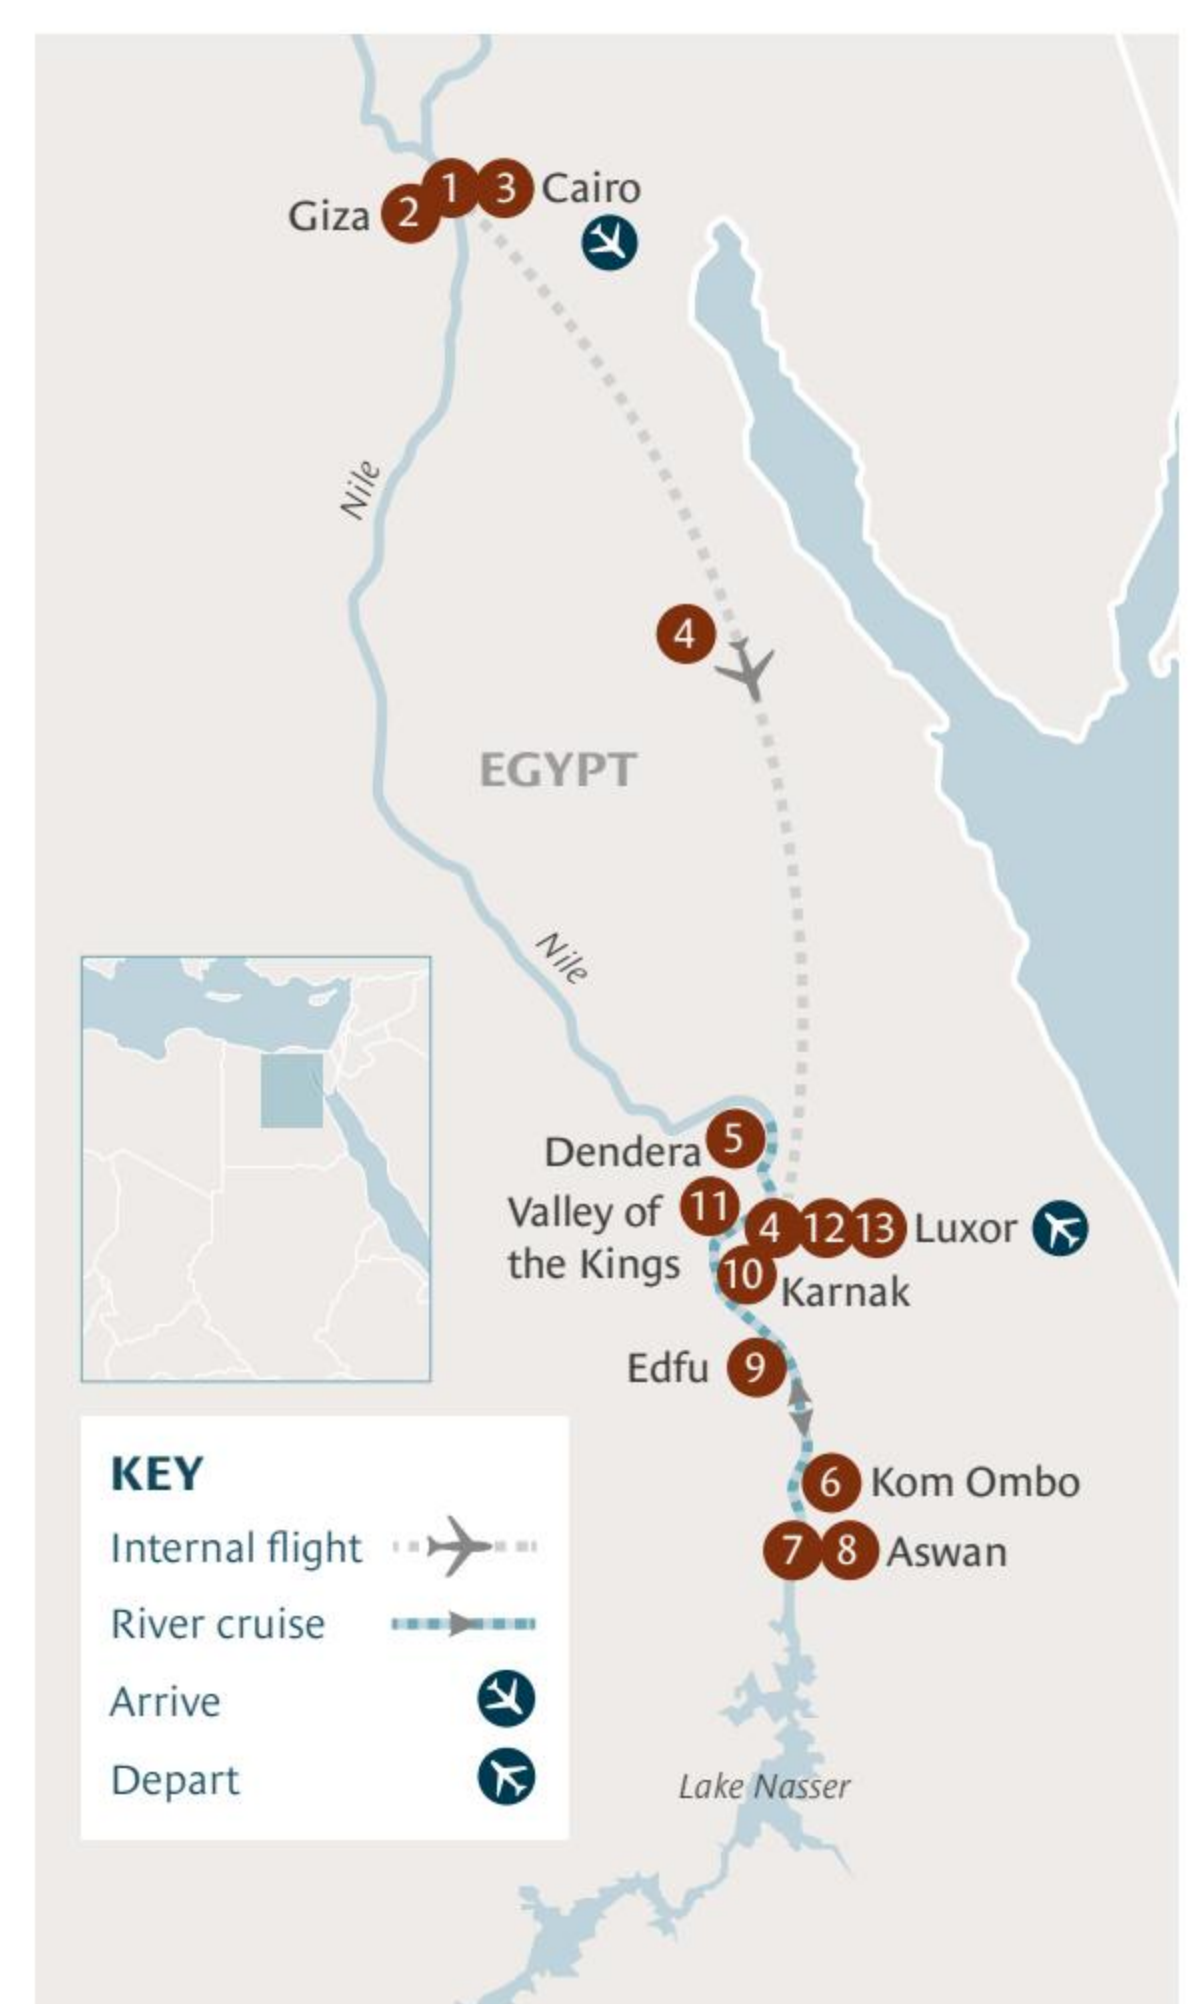 1 3 Cairo
Giza 2
Nile
4
EGYPT
Nile
Dendera 5
Valley of
the Kings
11
4 12 13 Luxor
10 Karnak
Edfu 9
6 Kom Ombo
7 8 Aswan
KEY
Internal flight
River cruise
Arrive
Depart
Lake Nasser